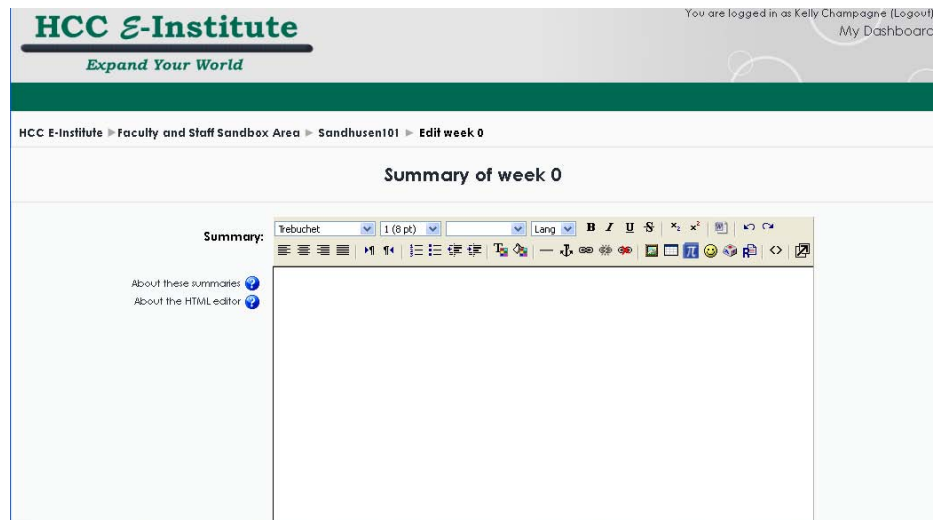 HCC E-Institute
Expand Your World
You are logged in as Kelly Champagne (Logout)
My Dashboard
HCC E-Institute ► Faculty and Staff Sandbox Area ► Sandhusen101 ► Edit week 0
Summary of week 0
Summary:
Trebuchet 1 (8 pt) Lang B I U S x₂ x²
About these summaries
About the HTML editor